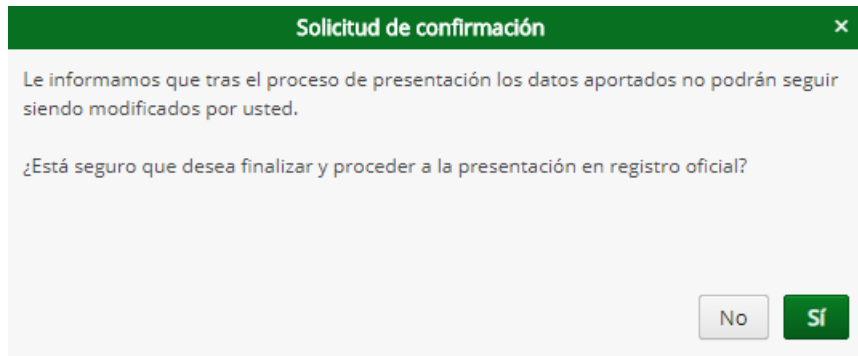 Solicitud de confirmación ×
Le informamos que tras el proceso de presentación los datos aportados no podrán seguir
siendo modificados por usted.
¿Está seguro que desea finalizar y proceder a la presentación en registro oficial?
No Sí